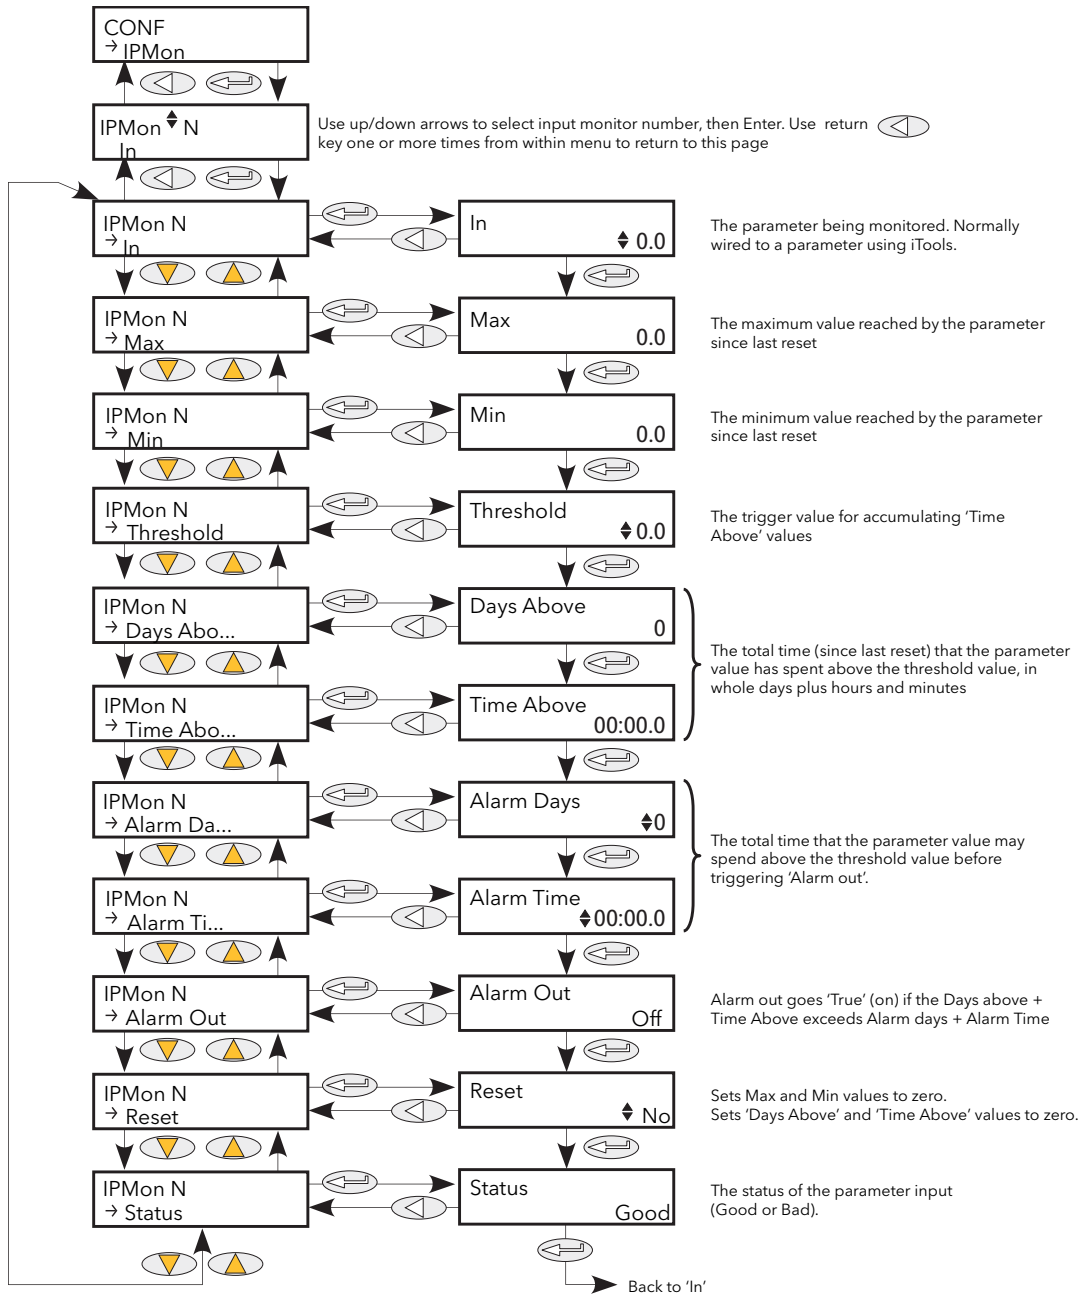 CONF
→ IPMon
IPMon N
In
Use up/down arrows to select input monitor number, then Enter. Use return
key one or more times from within menu to return to this page
IPMon N
→ In
In
0.0
The parameter being monitored. Normally
wired to a parameter using iTools.
IPMon N
→ Max
Max
0.0
The maximum value reached by the parameter
since last reset
IPMon N
→ Min
Min
0.0
The minimum value reached by the parameter
since last reset
IPMon N
→ Threshold
Threshold
0.0
The trigger value for accumulating ‘Time
Above’ values
IPMon N
→ Days Abo...
Days Above
0
The total time (since last reset) that the parameter
value has spent above the threshold value, in
whole days plus hours and minutes
IPMon N
→ Time Abo...
Time Above
00:00.0
IPMon N
→ Alarm Da...
Alarm Days
0
The total time that the parameter value may
spend above the threshold value before
triggering ‘Alarm out’.
IPMon N
→ Alarm Ti...
Alarm Time
00:00.0
IPMon N
→ Alarm Out
Alarm Out
Off
Alarm out goes ‘True’ (on) if the Days above +
Time Above exceeds Alarm days + Alarm Time
IPMon N
→ Reset
Reset
No
Sets Max and Min values to zero.
Sets ‘Days Above’ and ‘Time Above’ values to zero.
IPMon N
→ Status
Status
Good
The status of the parameter input
(Good or Bad).
Back to ‘In’